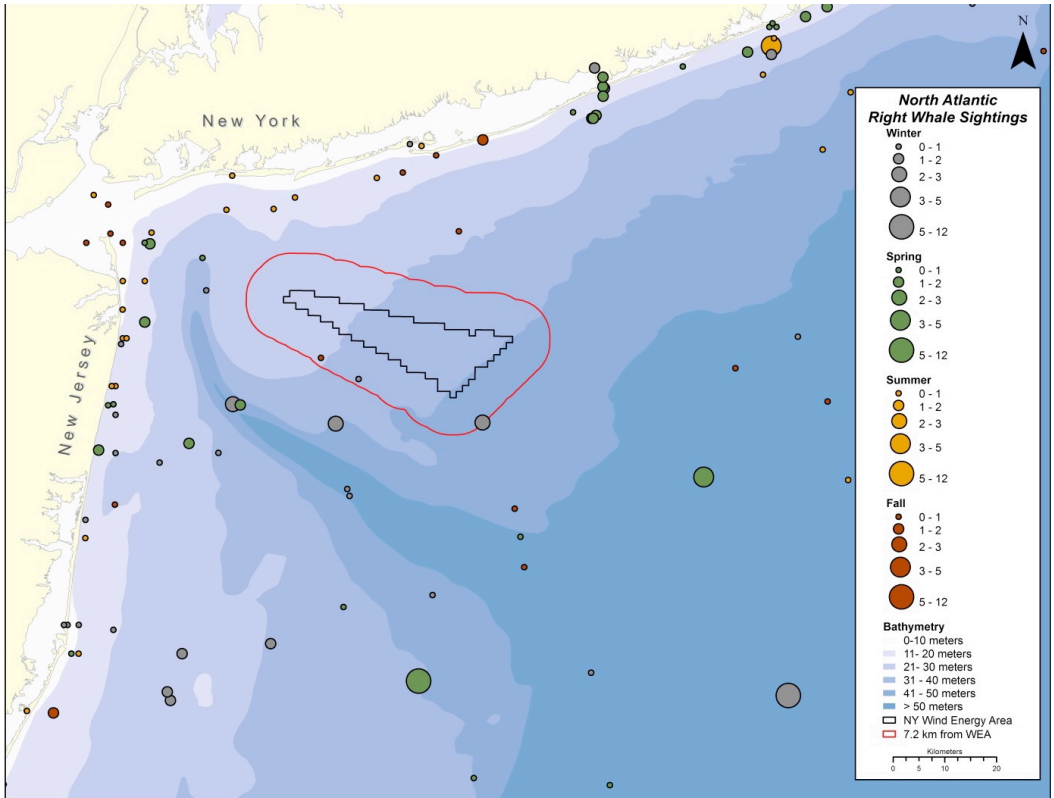 New York
New Jersey
N
North Atlantic
Right Whale Sightings
Winter
0 - 1
1 - 2
2 - 3
3 - 5
5 - 12
Spring
0 - 1
1 - 2
2 - 3
3 - 5
5 - 12
Summer
0 - 1
1 - 2
2 - 3
3 - 5
5 - 12
Fall
0 - 1
1 - 2
2 - 3
3 - 5
5 - 12
Bathymetry
0-10 meters
11- 20 meters
21- 30 meters
31 - 40 meters
41 - 50 meters
> 50 meters
NY Wind Energy Area
7.2 km from WEA
Kilometers
0 5 10 20